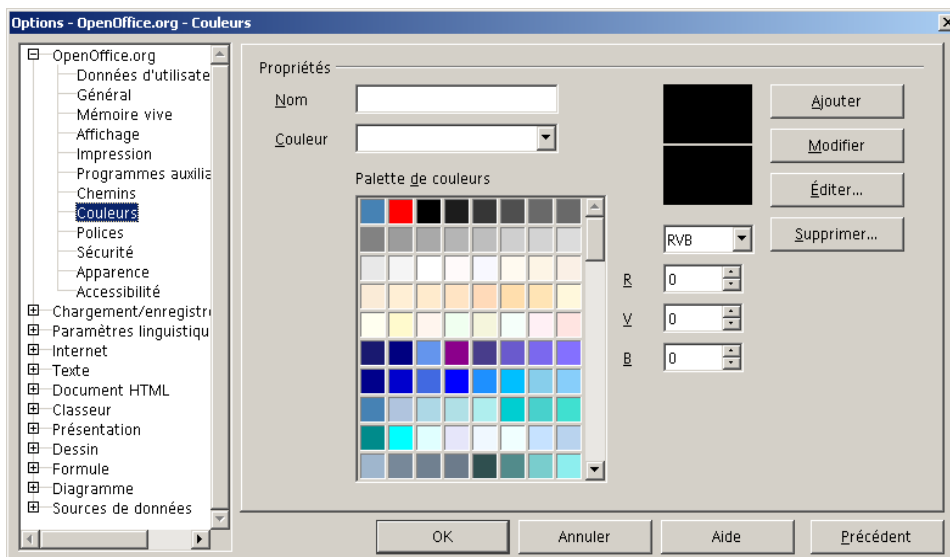 Options - OpenOffice.org - Couleurs
OpenOffice.org
Données d'utilisate
Général
Mémoire vive
Affichage
Impression
Programmes auxilia
Chemins
Couleurs
Polices
Sécurité
Apparence
Accessibilité
Chargement/enregistr
Paramètres linguistiqu
Internet
Texte
Document HTML
Classeur
Présentation
Dessin
Formule
Diagramme
Sources de données
Propriétés
Nom
Couleur
Palette de couleurs
RVB
R 0
V 0
B 0
Ajouter
Modifier
Éditer...
Supprimer...
OK Annuler Aide Précédent